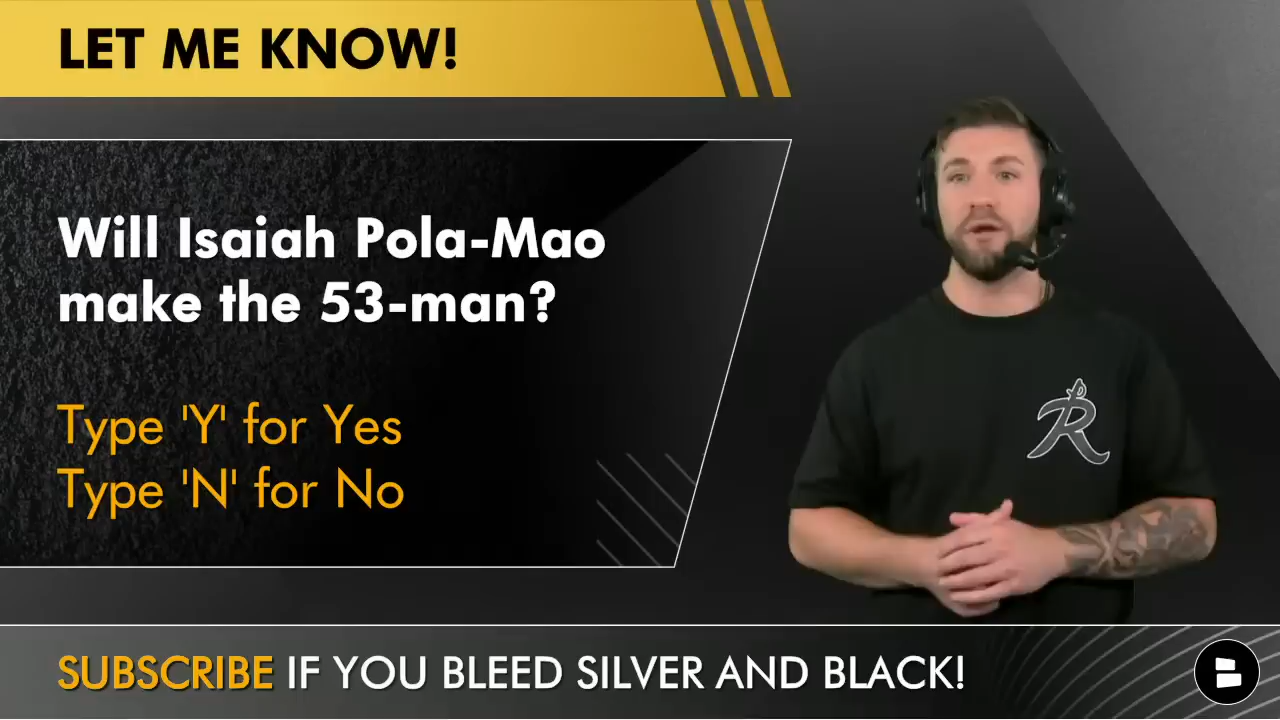 LET ME KNOW!
Will Isaiah Pola-Mao
make the 53-man?
Type 'Y' for Yes
Type 'N' for No
R
SUBSCRIBE IF YOU BLEED SILVER AND BLACK!